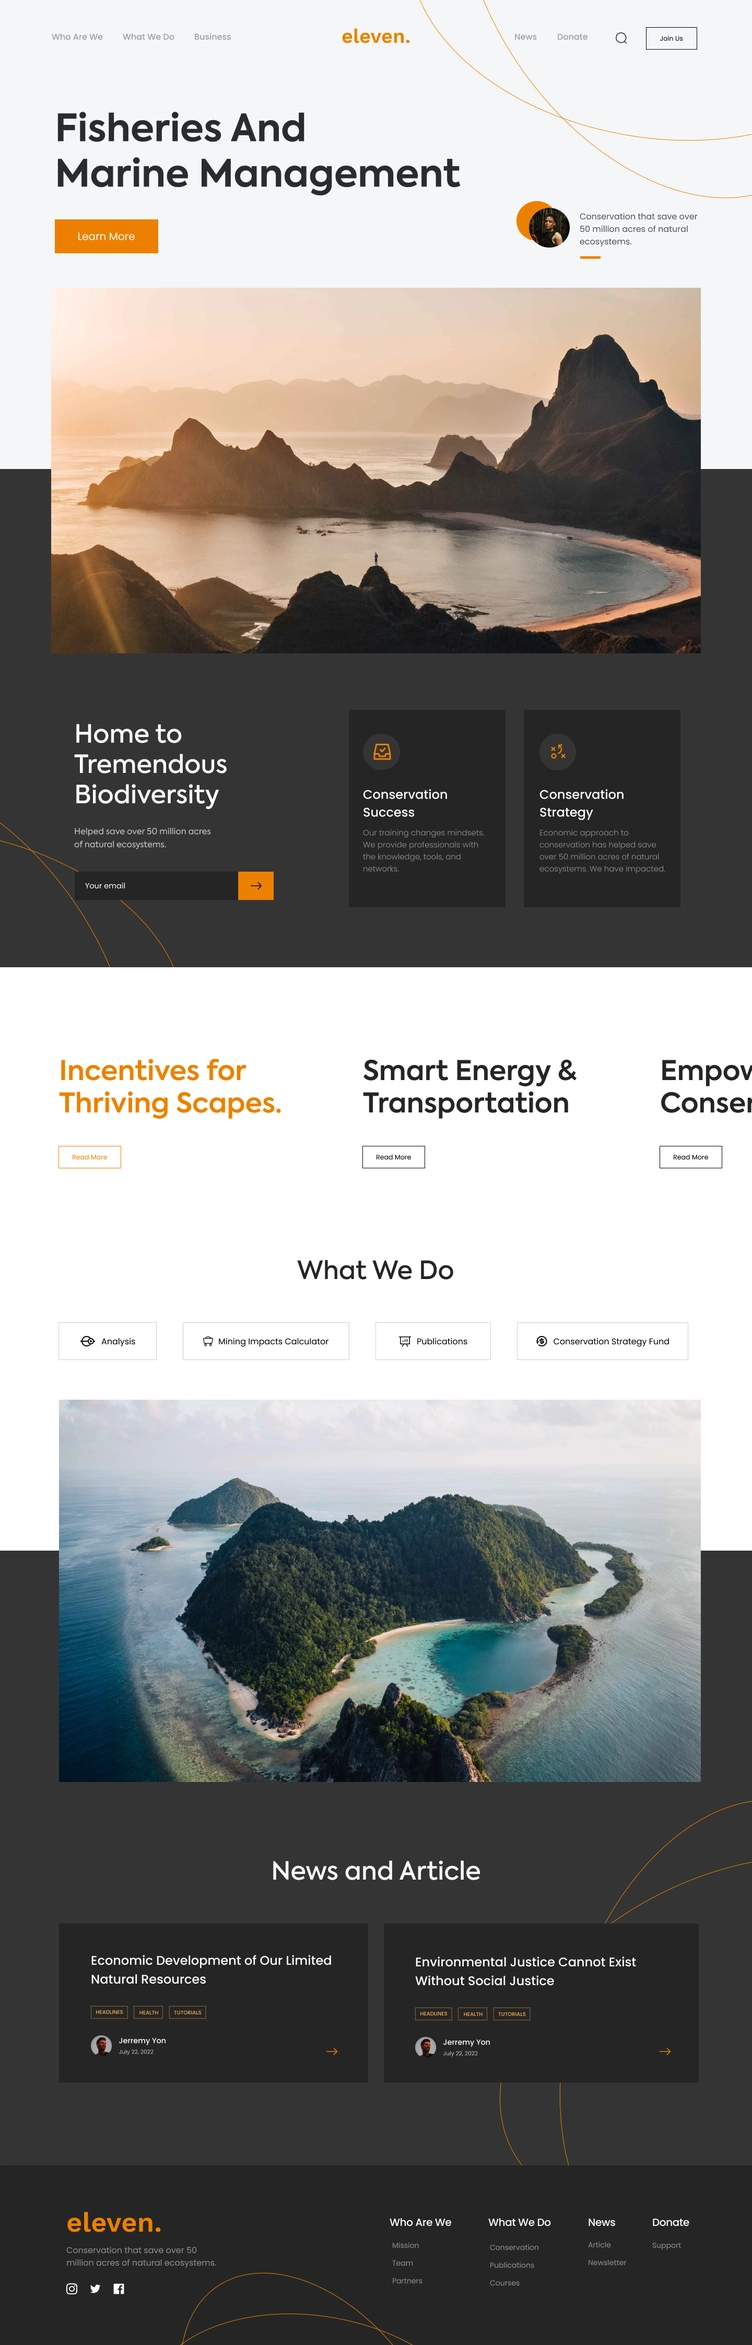 Who Are We
What We Do
Business
eleven.
News
Donate
Join Us
Fisheries And
Marine Management
Learn More
Conservation that save over
50 million acres of natural
ecosystems.
Home to
Tremendous
Biodiversity
Helped save over 50 million acres
of natural ecosystems.
Your email
Conservation
Success
Our training changes mindsets.
We provide professionals with
the knowledge, tools, and
networks.
Conservation
Strategy
Economic approach to
conservation has helped save
over 50 million acres of natural
ecosystems. We have impacted.
Incentives for
Thriving Scapes.
Read More
Smart Energy &
Transportation
Read More
Empow
Conser
Read More
What We Do
Analysis
Mining Impacts Calculator
Publications
Conservation Strategy Fund
News and Article
Economic Development of Our Limited
Natural Resources
HEADLINES
HEALTH
TUTORIALS
Jerremy Yon
July 22, 2022
Environmental Justice Cannot Exist
Without Social Justice
HEADLINES
HEALTH
TUTORIALS
Jerremy Yon
July 22, 2022
eleven.
Conservation that save over 50
million acres of natural ecosystems.
Who Are We
Mission
Team
Partners
What We Do
Conservation
Publications
Courses
News
Article
Newsletter
Donate
Support